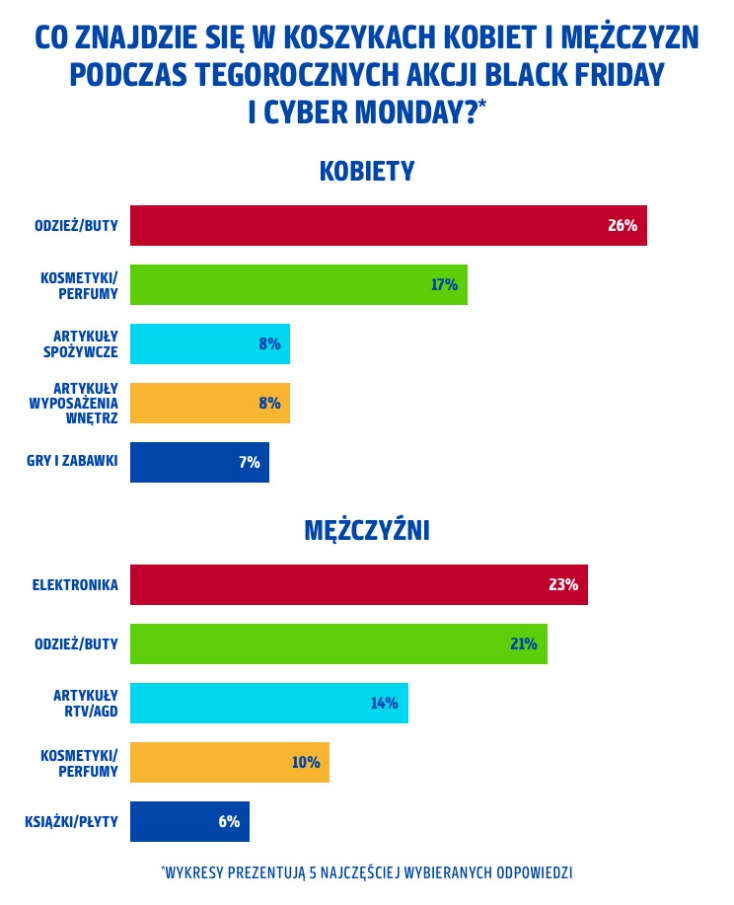 CO ZNAJDZIE SIĘ W KOSZYKACH KOBIET I MĘŻCZYZN
PODCZAS TEGOROCZNYCH AKCJI BLACK FRIDAY
I CYBER MONDAY?*
KOBIETY
ODZIEŻ/BUTY
26%
KOSMETYKI/
PERFUMY
17%
ARTYKUŁY
SPOŻYWCZE
8%
ARTYKUŁY
WYPOSAŻENIA
WNĘTRZ
8%
GRY I ZABAWKI
7%
MĘŻCZYŹNI
ELEKTRONIKA
23%
ODZIEŻ/BUTY
21%
ARTYKUŁY
RTV/AGD
14%
KOSMETYKI/
PERFUMY
10%
KSIĄŻKI/PŁYTY
6%
*WYKRESY PREZENTUJĄ 5 NAJCZĘŚCIEJ WYBIERANYCH ODPOWIEDZI